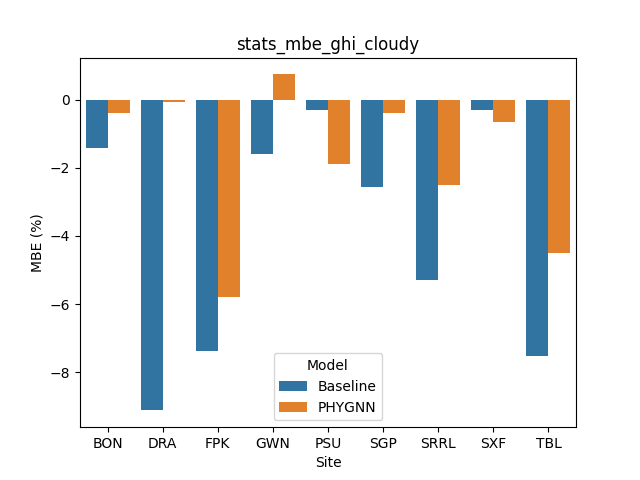 stats_mbe_ghi_cloudy
MBE (%)
0
−2
−4
−6
−8
Model
Baseline
PHYGNN
BON DRA FPK GWN PSU SGP SRRL SXF TBL
Site